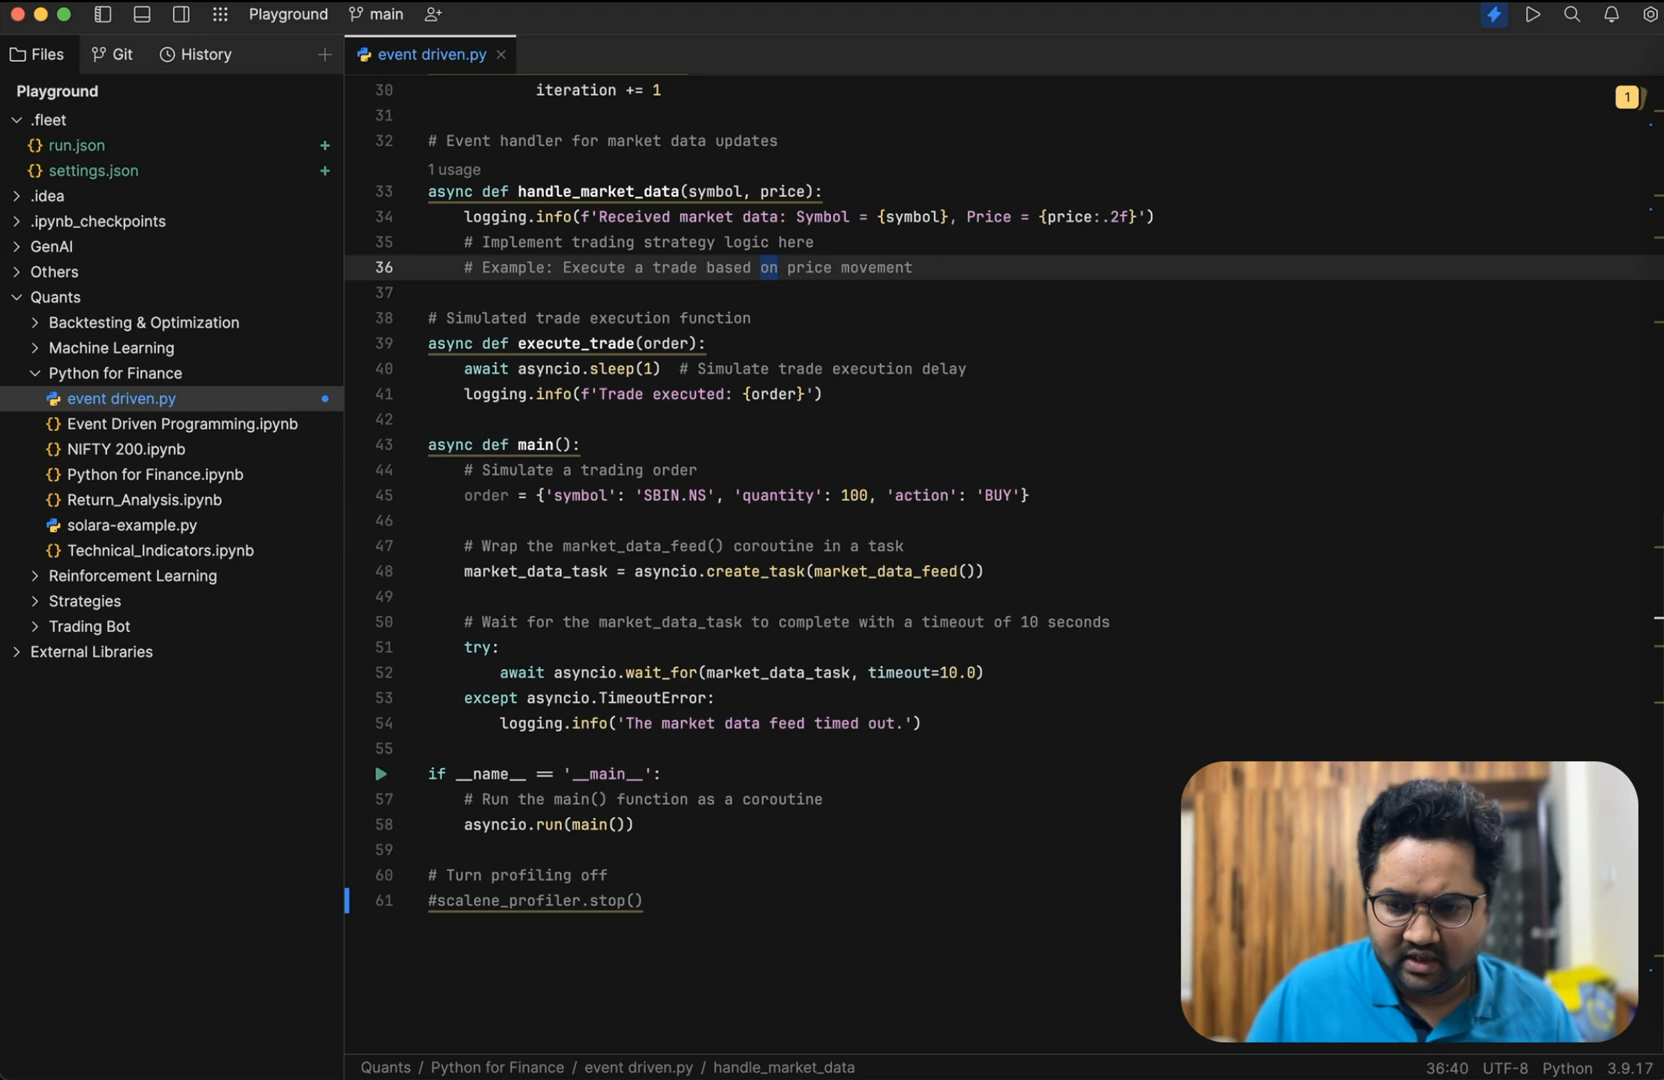 Playground
main
Files
Git
History
event driven.py
Playground
.fleet
run.json
settings.json
.idea
.ipynb_checkpoints
GenAI
Others
Quants
Backtesting & Optimization
Machine Learning
Python for Finance
event driven.py
Event Driven Programming.ipynb
NIFTY 200.ipynb
Python for Finance.ipynb
Return_Analysis.ipynb
solara-example.py
Technical_Indicators.ipynb
Reinforcement Learning
Strategies
Trading Bot
External Libraries
1
30 iteration += 1
31
32 # Event handler for market data updates
1 usage
33 async def handle_market_data(symbol, price):
34 logging.info(f'Received market data: Symbol = {symbol}, Price = {price:.2f}')
35 # Implement trading strategy logic here
36 # Example: Execute a trade based on price movement
37
38 # Simulated trade execution function
39 async def execute_trade(order):
40 await asyncio.sleep(1) # Simulate trade execution delay
41 logging.info(f'Trade executed: {order}')
42
43 async def main():
44 # Simulate a trading order
45 order = {'symbol': 'SBIN.NS', 'quantity': 100, 'action': 'BUY'}
46
47 # Wrap the market_data_feed() coroutine in a task
48 market_data_task = asyncio.create_task(market_data_feed())
49
50 # Wait for the market_data_task to complete with a timeout of 10 seconds
51 try:
52 await asyncio.wait_for(market_data_task, timeout=10.0)
53 except asyncio.TimeoutError:
54 logging.info('The market data feed timed out.')
55
if __name__ == '__main__':
57 # Run the main() function as a coroutine
58 asyncio.run(main())
59
60 # Turn profiling off
61 #scalene_profiler.stop()
Quants / Python for Finance / event driven.py / handle_market_data
36:40 UTF-8 Python 3.9.17